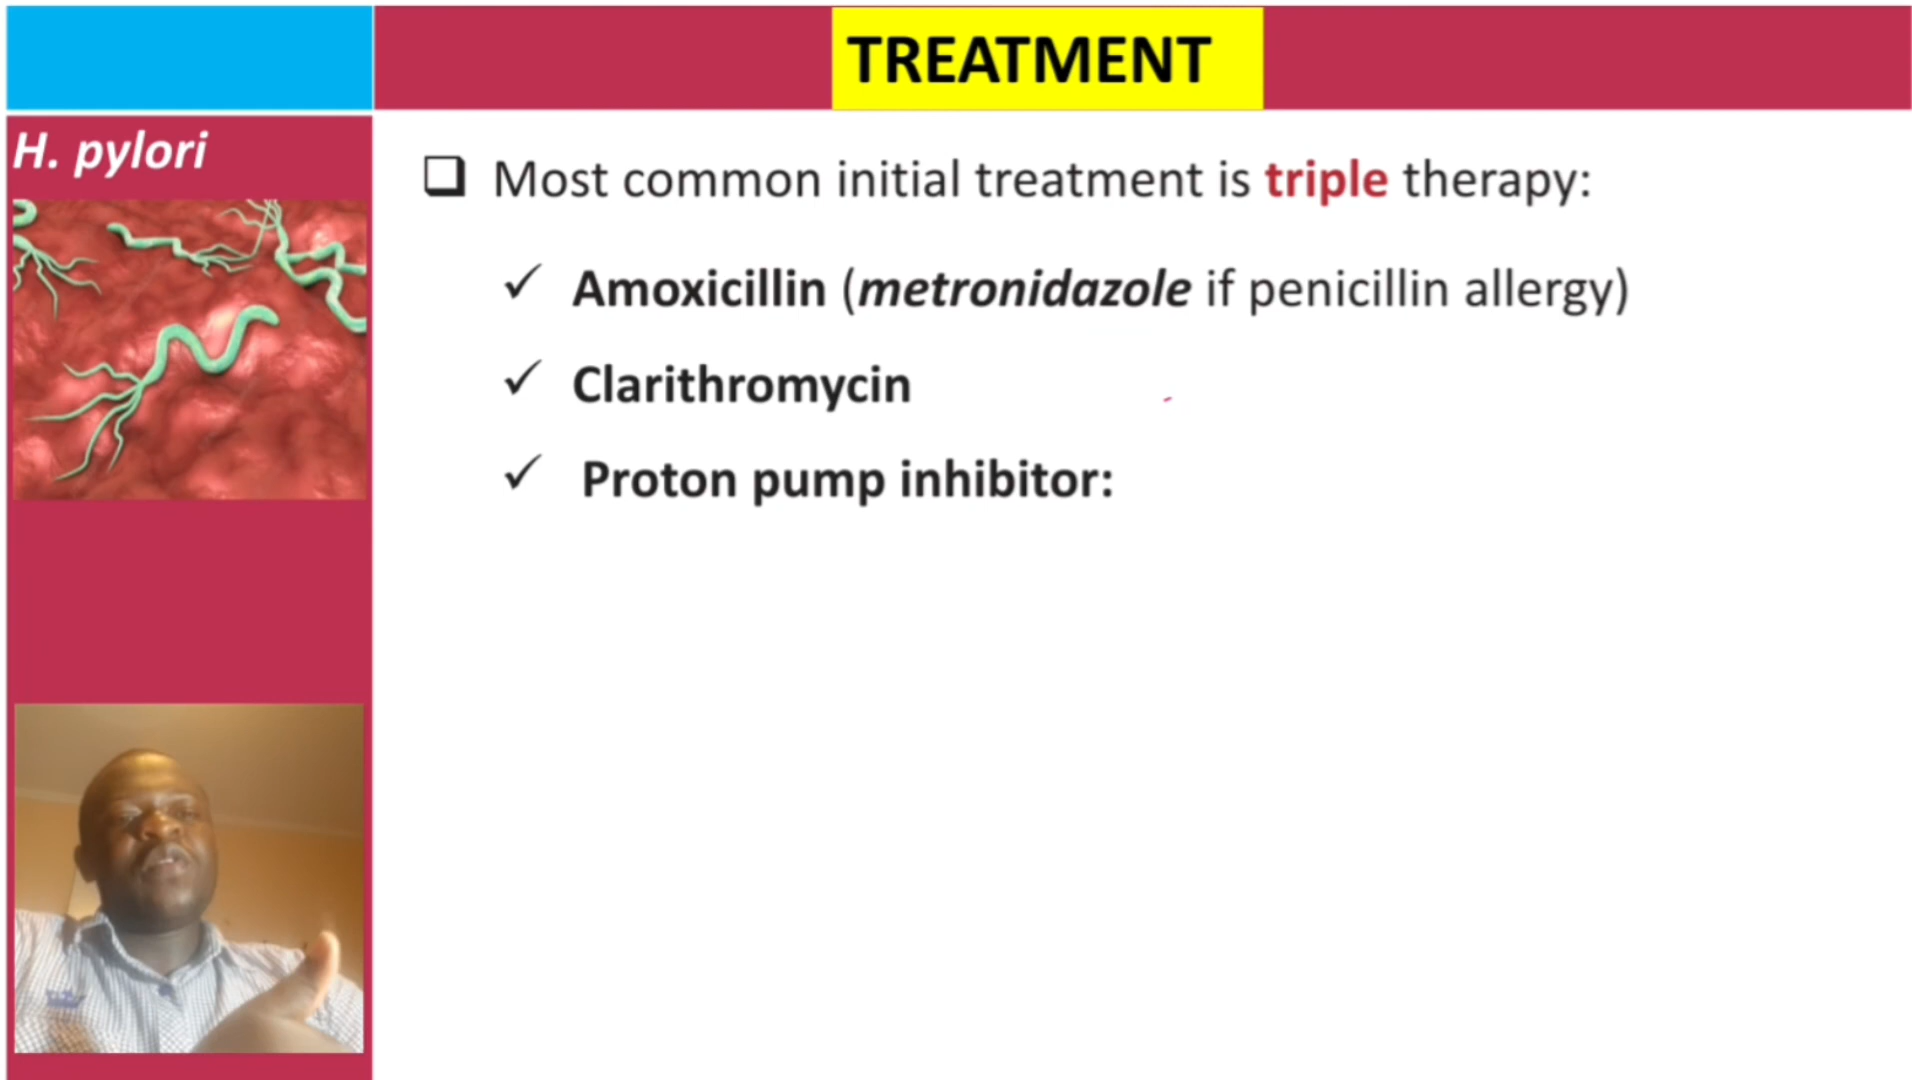 TREATMENT
H. pylori
❑ Most common initial treatment is triple therapy:
✓ Amoxicillin (metronidazole if penicillin allergy)
✓ Clarithromycin
✓ Proton pump inhibitor: